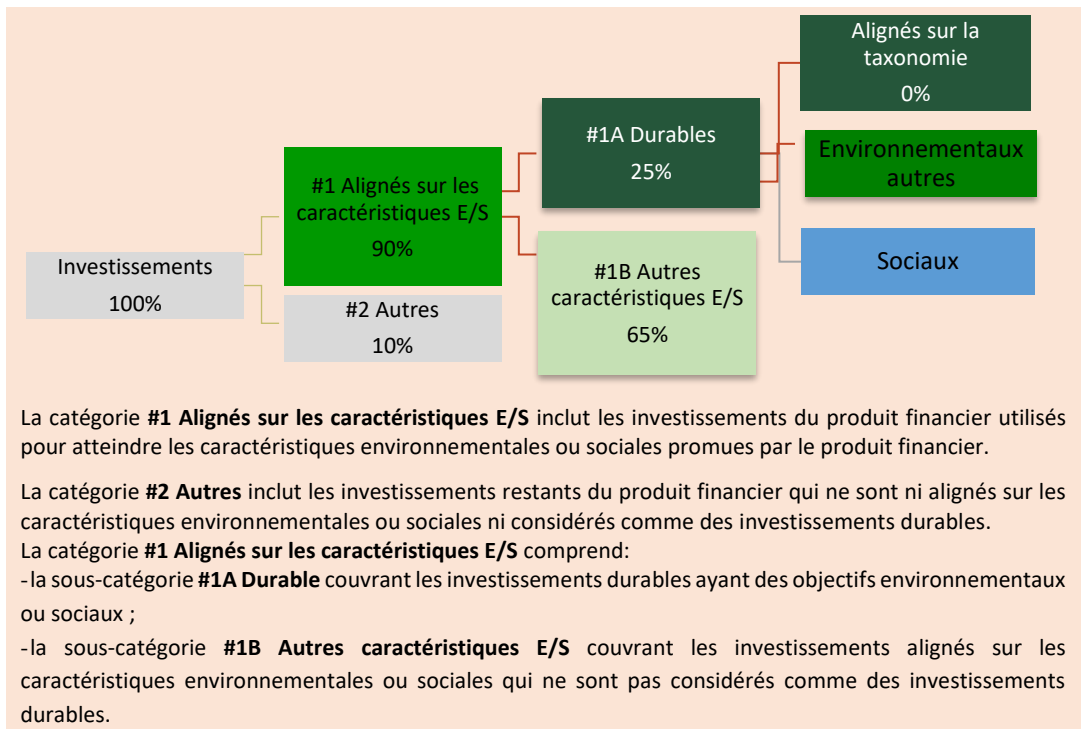 Investissements
100%
#1 Alignés sur les
caractéristiques E/S
90%
#2 Autres
10%
#1A Durables
25%
#1B Autres
caractéristiques E/S
65%
Alignés sur la
taxonomie
0%
Environnementaux
autres
Sociaux
La catégorie #1 Alignés sur les caractéristiques E/S inclut les investissements du produit financier utilisés
pour atteindre les caractéristiques environnementales ou sociales promues par le produit financier.
La catégorie #2 Autres inclut les investissements restants du produit financier qui ne sont ni alignés sur les
caractéristiques environnementales ou sociales ni considérés comme des investissements durables.
La catégorie #1 Alignés sur les caractéristiques E/S comprend:
-la sous-catégorie #1A Durable couvrant les investissements durables ayant des objectifs environnementaux
ou sociaux ;
-la sous-catégorie #1B Autres caractéristiques E/S couvrant les investissements alignés sur les
caractéristiques environnementales ou sociales qui ne sont pas considérés comme des investissements
durables.